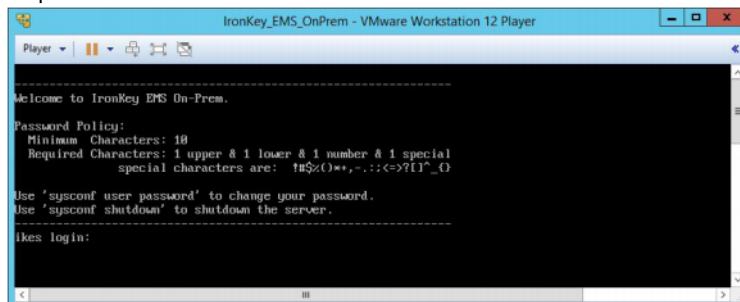 IronKey_EMS_OnPrem - VMware Workstation 12 Player
Player
Welcome to IronKey EMS On-Prem.
Password Policy:
Minimum Characters: 10
Required Characters: 1 upper & 1 lower & 1 number & 1 special
special characters are: !#$%()*+,-.:;<=>?[]^_{}
Use 'sysconf user password' to change your password.
Use 'sysconf shutdown' to shutdown the server.
ikes login: